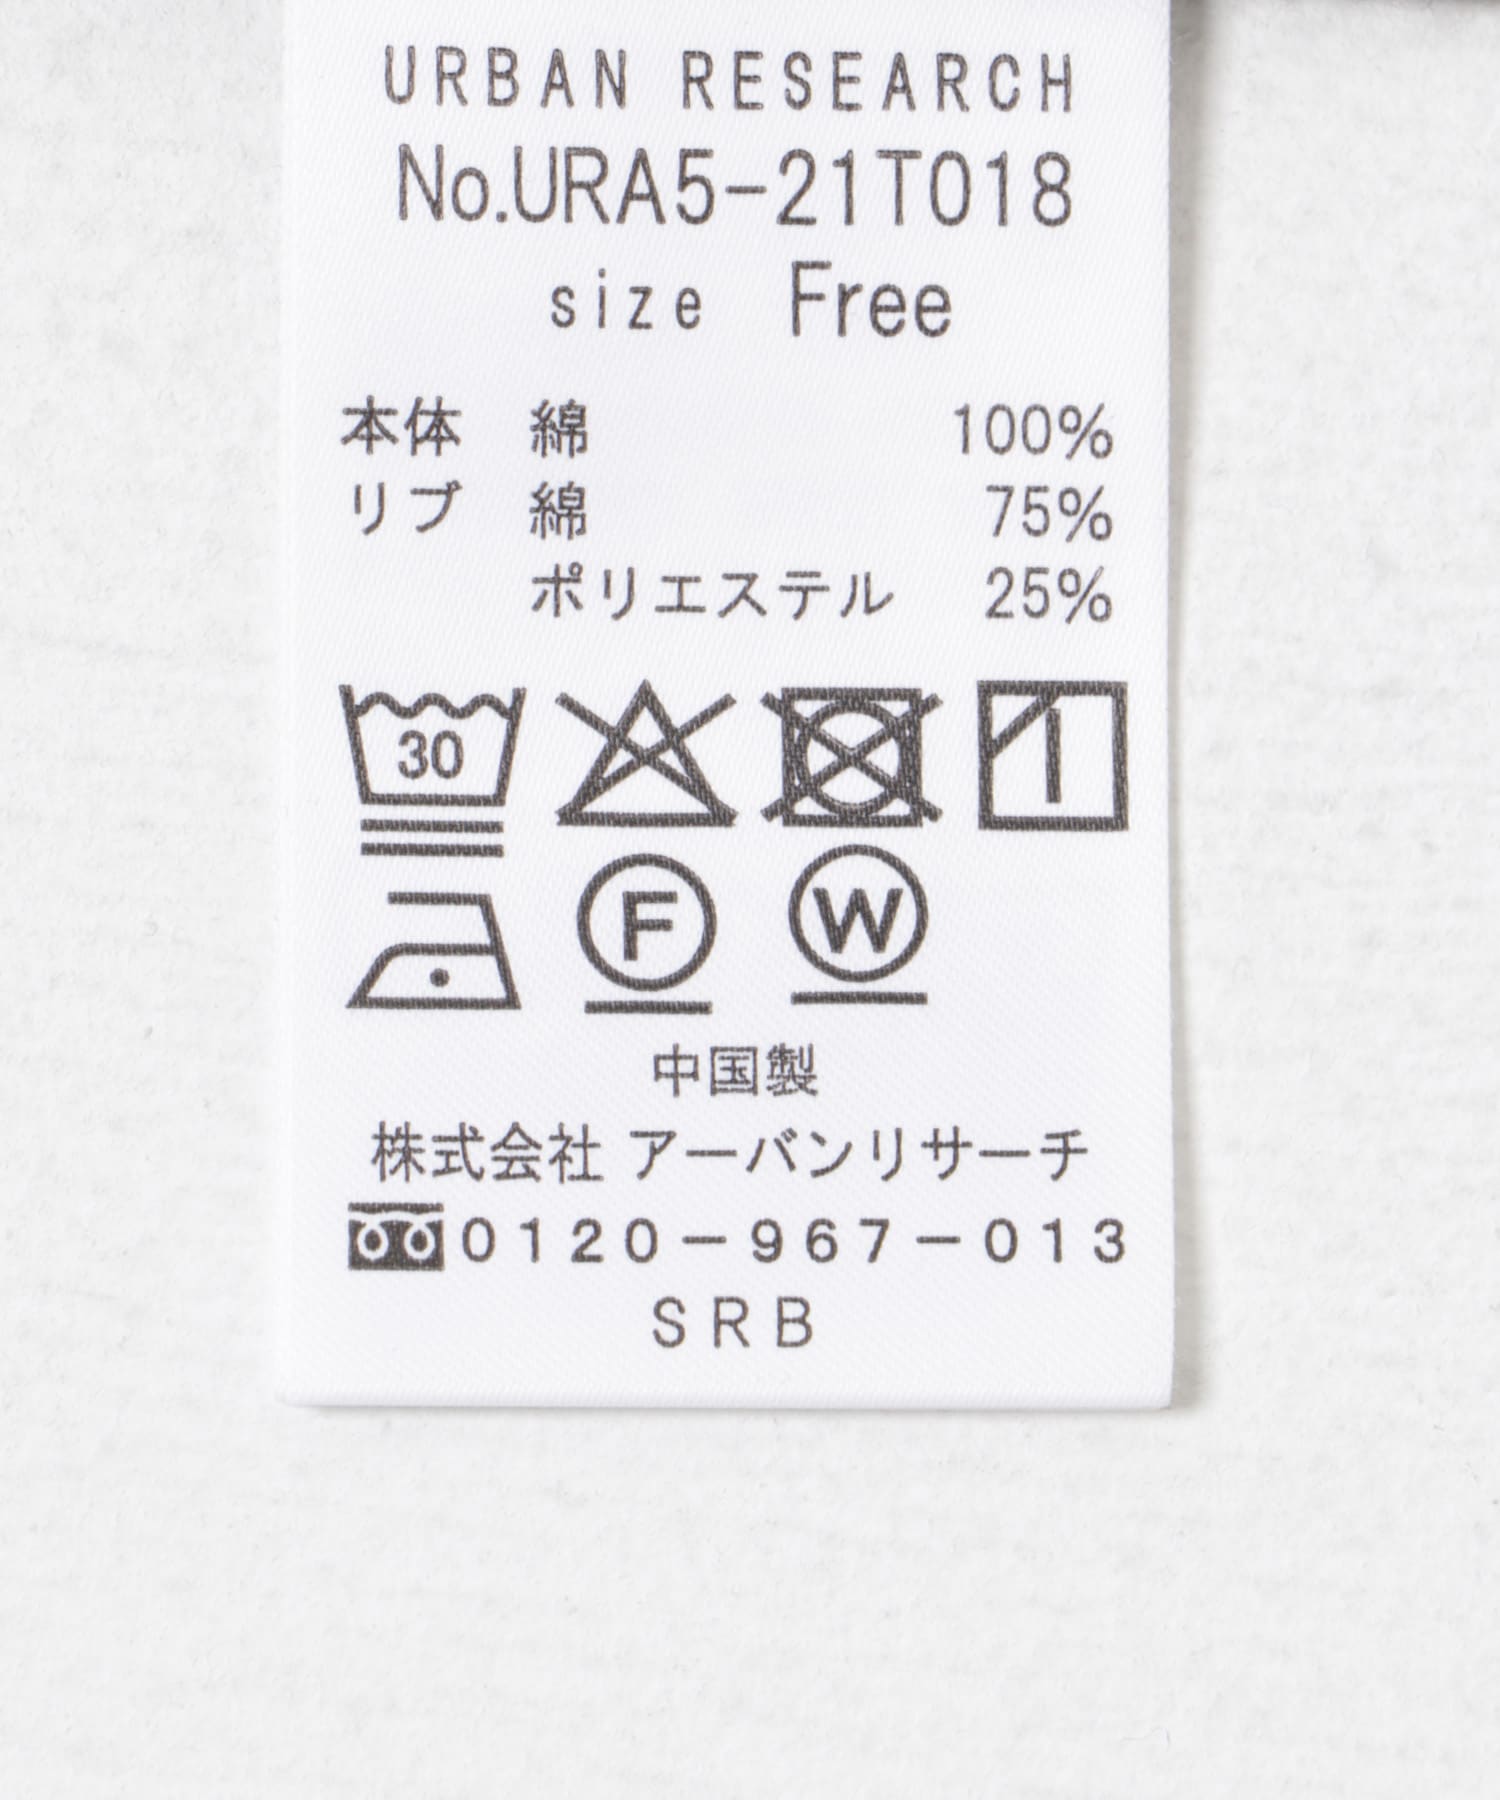 URBAN RESEARCH
No.URA5-21T018
size Free
本体 綿 100%
リブ 綿 75%
ポリエステル 25%
30
F W
中国製
株式会社 アーバンリサーチ
0120-967-013
SRB